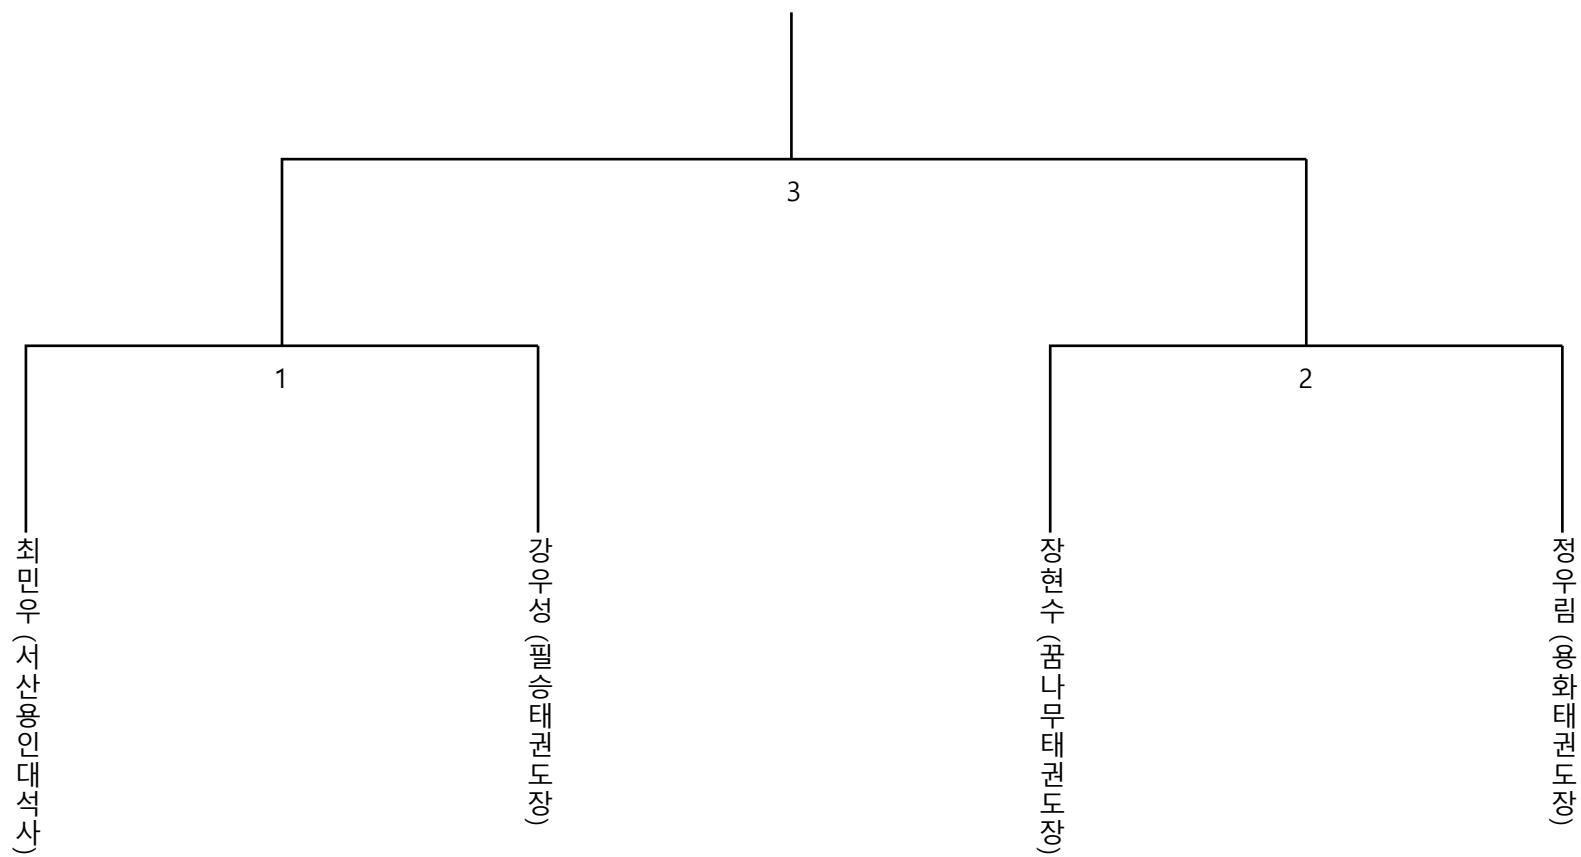 3
1
2
최민우 (서산용인대석사)
강우성 (필승태권도장)
장현수 (꿈나무태권도장)
정우림 (용화태권도장)